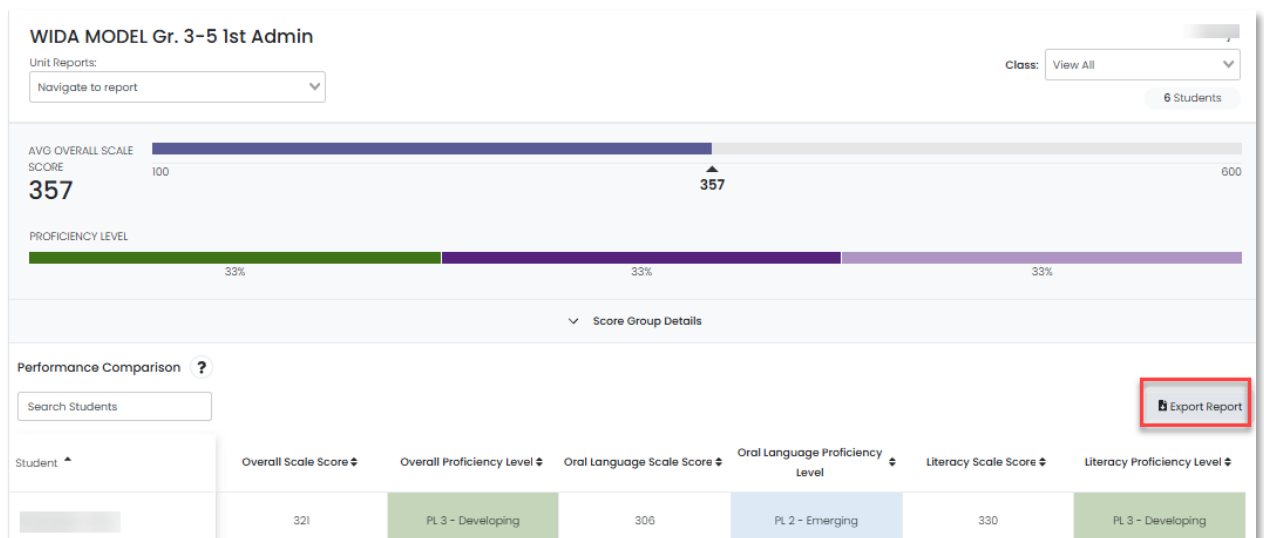 WIDA MODEL Gr. 3-5 1st Admin
Unit Reports:
Navigate to report
Class:
View All
6 Students
AVG OVERALL SCALE
SCORE
357
100
357
600
PROFICIENCY LEVEL
33%
33%
33%
Score Group Details
Performance Comparison ?
Search Students
Export Report
Student
Overall Scale Score
Overall Proficiency Level
Oral Language Scale Score
Oral Language Proficiency
Level
Literacy Scale Score
Literacy Proficiency Level
321
PL 3 - Developing
306
PL 2 - Emerging
330
PL 3 - Developing